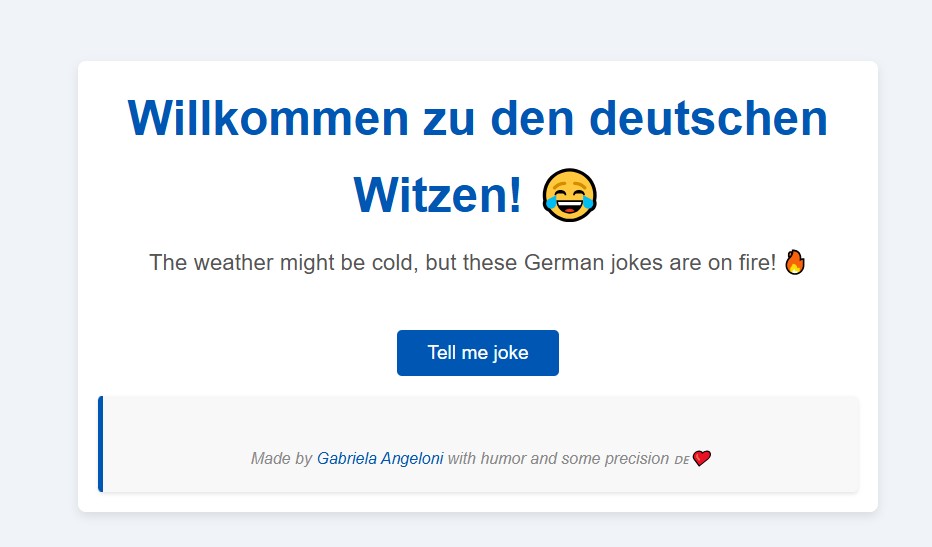 Willkommen zu den deutschen
Witzen! 😂
The weather might be cold, but these German jokes are on fire! 🔥
Tell me joke
Made by Gabriela Angeloni with humor and some precision DE❤️